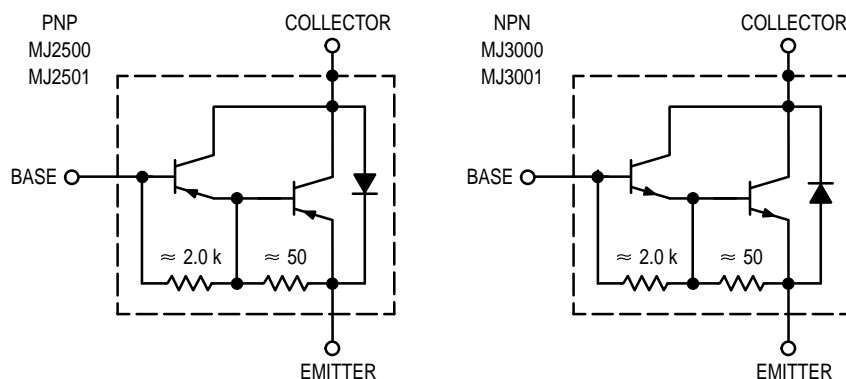 PNP
MJ2500
MJ2501
COLLECTOR
BASE
≈ 2.0 k
≈ 50
EMITTER
NPN
MJ3000
MJ3001
COLLECTOR
BASE
≈ 2.0 k
≈ 50
EMITTER